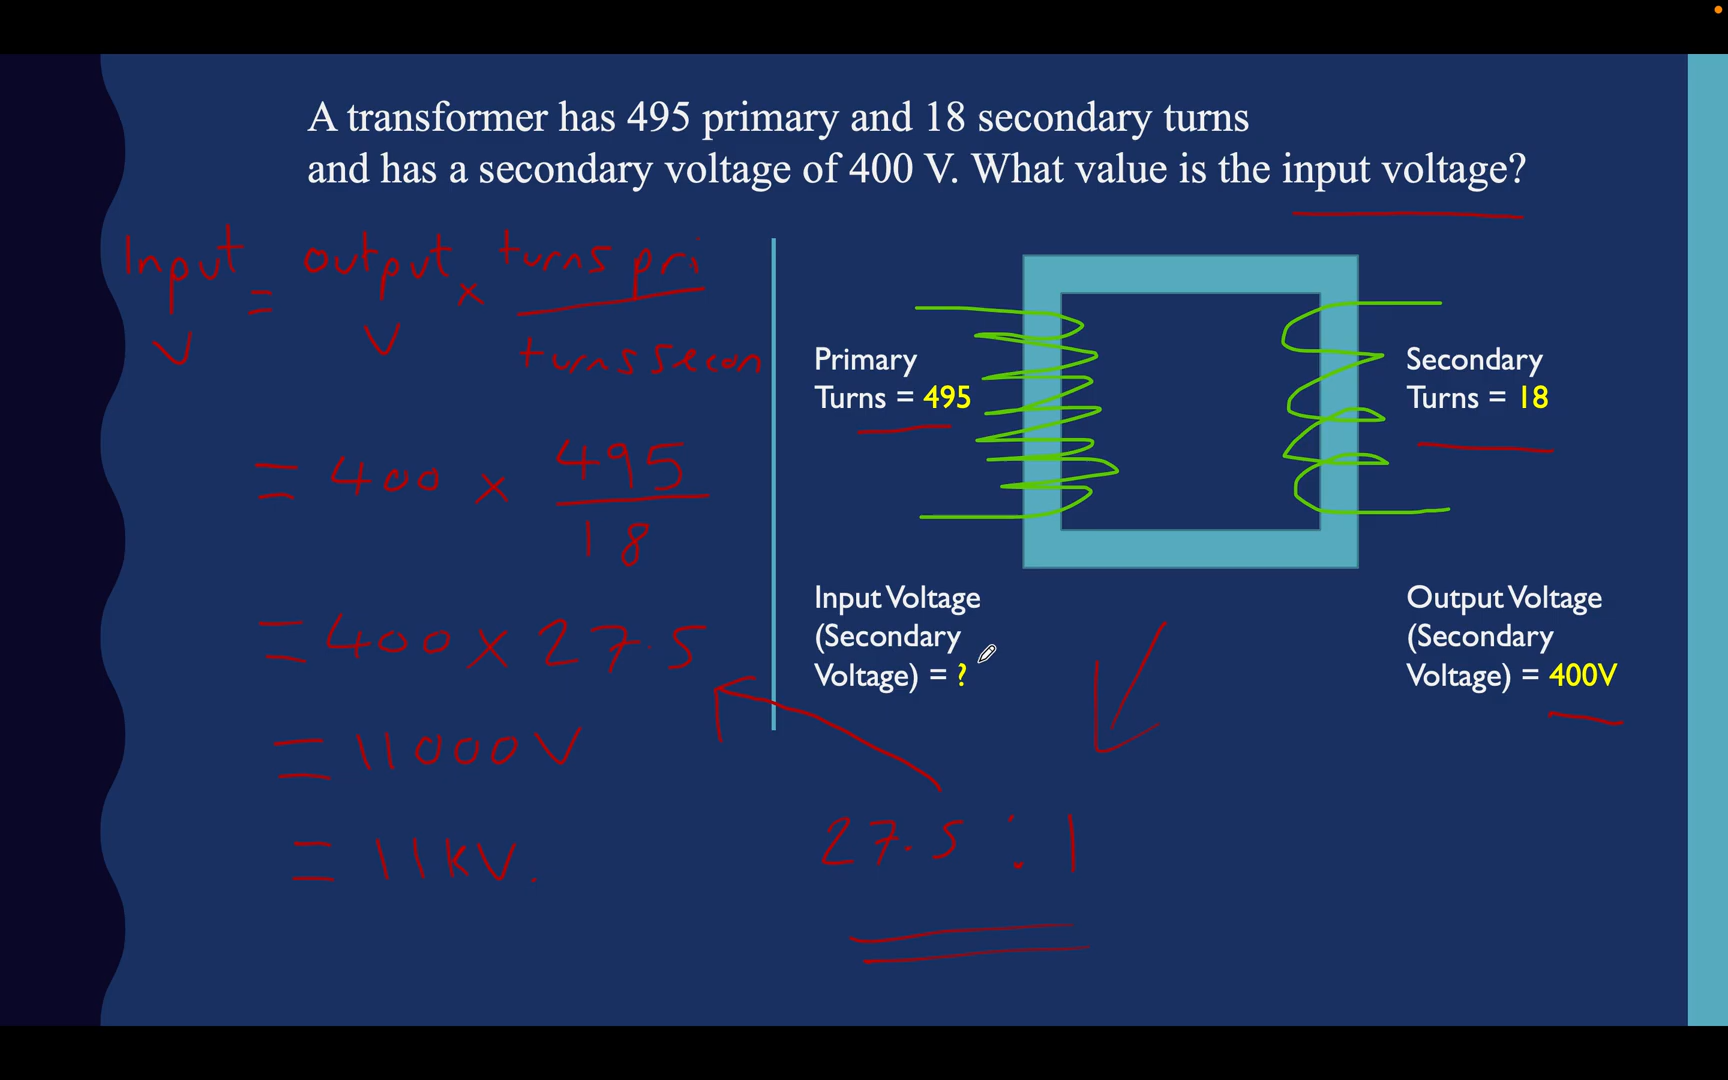 A transformer has 495 primary and 18 secondary turns
and has a secondary voltage of 400 V. What value is the input voltage?
Input V = output V × turns pri
turns secon
= 400 × 495
18
= 400 × 27.5
= 11000V
= 11kV.
Primary
Turns = 495
Secondary
Turns = 18
Input Voltage
(Secondary
Voltage) = ?
Output Voltage
(Secondary
Voltage) = 400V
27.5 : 1